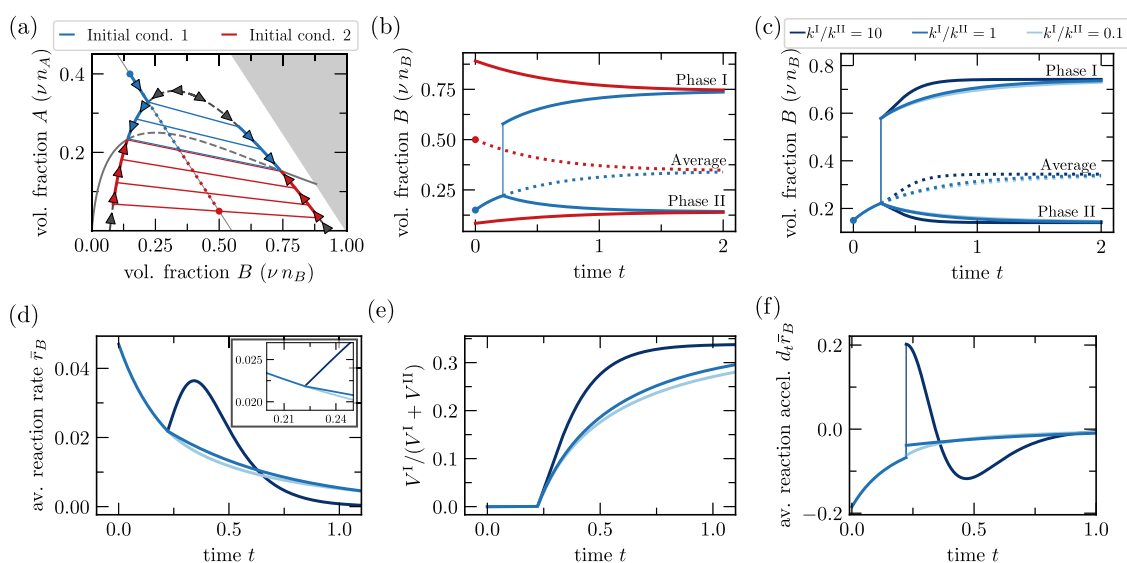 (a)
Initial cond. 1
Initial cond. 2
vol. fraction A (ν n_A)
0.4
0.2
0.00
0.25
0.50
0.75
1.00
vol. fraction B (ν n_B)
(b)
vol. fraction B (ν n_B)
0.75
0.50
0.25
Phase I
Average
Phase II
0
1
2
time t
(c)
k^I/k^II = 10
k^I/k^II = 1
k^I/k^II = 0.1
vol. fraction B (ν n_B)
0.8
0.6
0.4
0.2
Phase I
Average
Phase II
0
1
2
time t
(d)
av. reaction rate r̄_B
0.04
0.02
0.00
0.025
0.020
0.21
0.24
0.0
0.5
1.0
time t
(e)
V^I/(V^I + V^II)
0.3
0.2
0.1
0.0
0.0
0.5
1.0
time t
(f)
av. reaction accel. d_t r̄_B
0.2
0.0
−0.2
0.0
0.5
1.0
time t